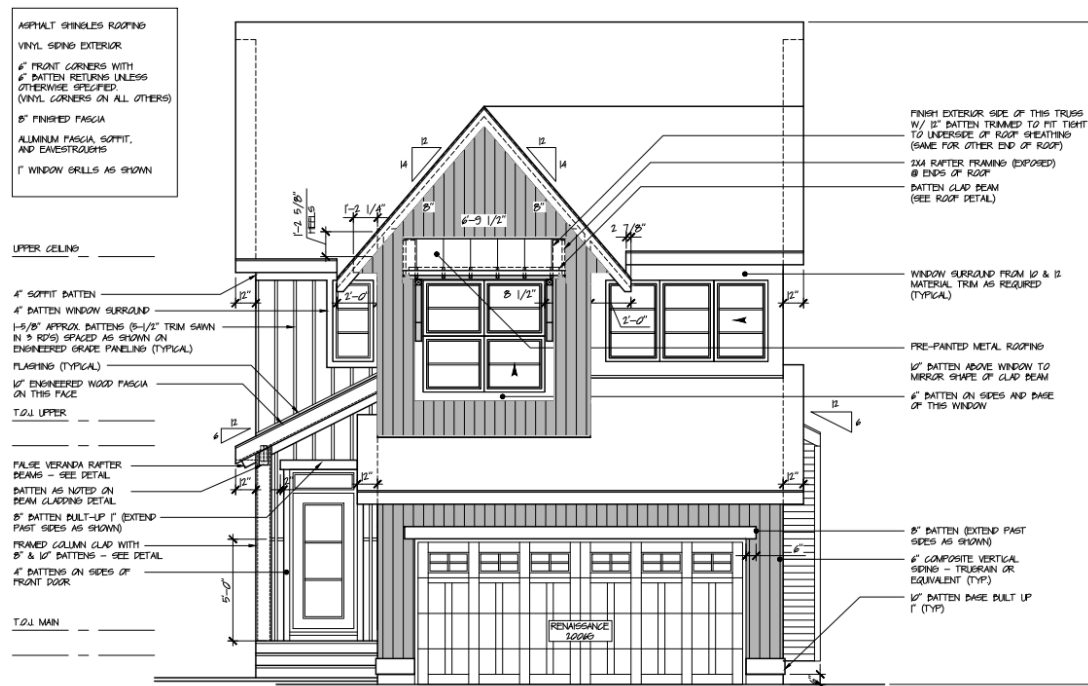 ASPHALT SHINGLES ROOFING
VINYL SIDING EXTERIOR
6" FRONT CORNERS WITH
6" BATTEN RETURNS UNLESS
OTHERWISE SPECIFIED.
(VINYL CORNERS ON ALL OTHERS)
8" FINISHED FASCIA
ALUMINUM FASCIA, SOFFIT,
AND EAVESTROUGHS
1" WINDOW GRILLS AS SHOWN
UPPER CEILING
4" SOFFIT BATTEN
4" BATTEN WINDOW SURROUND
1-5/8" APPROX. BATTENS (5-1/2" TRIM SAWN
IN 3 RD'S) SPACED AS SHOWN ON
ENGINEERED GRADE PANELING (TYPICAL)
FLASHING (TYPICAL)
10" ENGINEERED WOOD FASCIA
ON THIS FACE
T.O.J. UPPER
FALSE VERANDA RAFTER
BEAMS - SEE DETAIL
BATTEN AS NOTED ON
BEAM CLADDING DETAIL
8" BATTEN BUILT-UP 1" (EXTEND
PAST SIDES AS SHOWN)
FRAMED COLUMN CLAD WITH
8" & 10" BATTENS - SEE DETAIL
4" BATTENS ON SIDES OF
FRONT DOOR
T.O.J. MAIN
12
14
12
14
1'-2 5/8"
HEELS
1'-2 1/4"
8"
8"
6'-9 1/2"
2 7/8"
12"
2'-0"
8 1/2"
2'-0"
12"
12
6
12
6
12"
12"
12"
2"
5'-0"
6"
6"
RENAISSANCE
2006G
FINISH EXTERIOR SIDE OF THIS TRUSS
W/ 12" BATTEN TRIMMED TO FIT TIGHT
TO UNDERSIDE OF ROOF SHEATHING
(SAME FOR OTHER END OF ROOF)
2X4 RAFTER FRAMING (EXPOSED)
@ ENDS OF ROOF
BATTEN CLAD BEAM
(SEE ROOF DETAIL)
WINDOW SURROUND FROM 10 & 12
MATERIAL TRIM AS REQUIRED
(TYPICAL)
PRE-PAINTED METAL ROOFING
10" BATTEN ABOVE WINDOW TO
MIRROR SHAPE OF CLAD BEAM
6" BATTEN ON SIDES AND BASE
OF THIS WINDOW
8" BATTEN (EXTEND PAST
SIDES AS SHOWN)
6" COMPOSITE VERTICAL
SIDING - TRUGRAIN OR
EQUIVALENT (TYP.)
10" BATTEN BASE BUILT UP
1" (TYP)